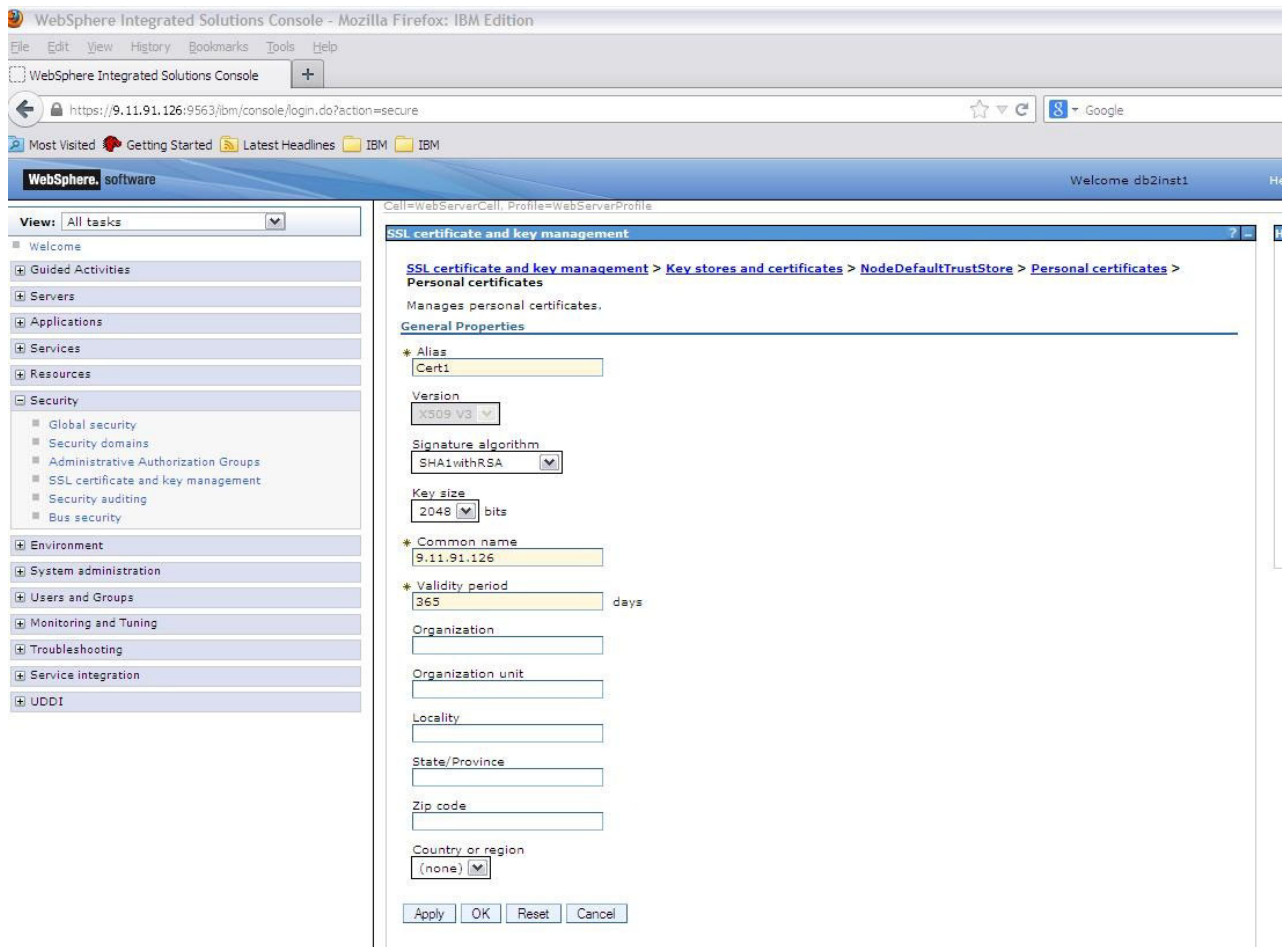 WebSphere Integrated Solutions Console - Mozilla Firefox: IBM Edition
File Edit View History Bookmarks Tools Help
WebSphere Integrated Solutions Console +
https://9.11.91.126:9563/ibm/console/login.do?action=secure Google
Most Visited Getting Started Latest Headlines IBM IBM
WebSphere. software Welcome db2inst1 He
Cell=WebServerCell, Profile=WebServerProfile
View: All tasks
Welcome
Guided Activities
Servers
Applications
Services
Resources
Security
Global security
Security domains
Administrative Authorization Groups
SSL certificate and key management
Security auditing
Bus security
Environment
System administration
Users and Groups
Monitoring and Tuning
Troubleshooting
Service integration
UDDI
SSL certificate and key management ? -
H
SSL certificate and key management > Key stores and certificates > NodeDefaultTrustStore > Personal certificates >
Personal certificates
Manages personal certificates.
General Properties
* Alias
Cert1
Version
X509 V3
Signature algorithm
SHA1withRSA
Key size
2048 bits
* Common name
9.11.91.126
* Validity period
365 days
Organization
Organization unit
Locality
State/Province
Zip code
Country or region
(none)
Apply OK Reset Cancel